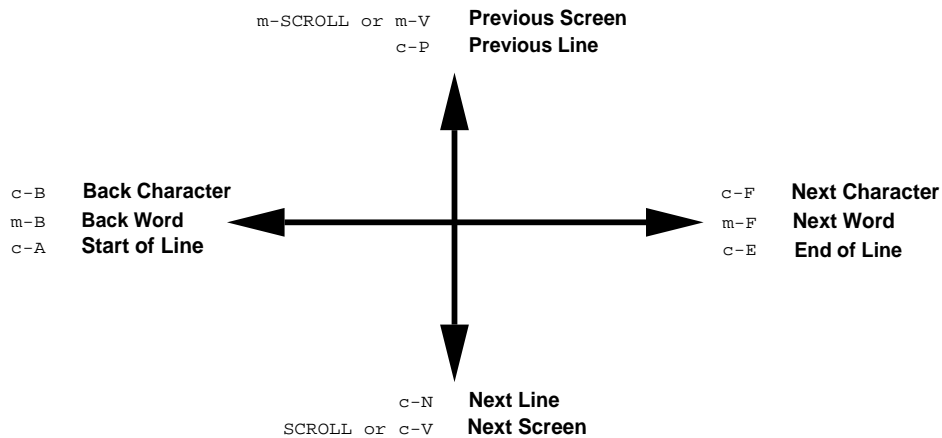 m-SCROLL or m-V Previous Screen
c-P Previous Line
c-B Back Character
m-B Back Word
c-A Start of Line
c-F Next Character
m-F Next Word
c-E End of Line
c-N Next Line
SCROLL or c-V Next Screen